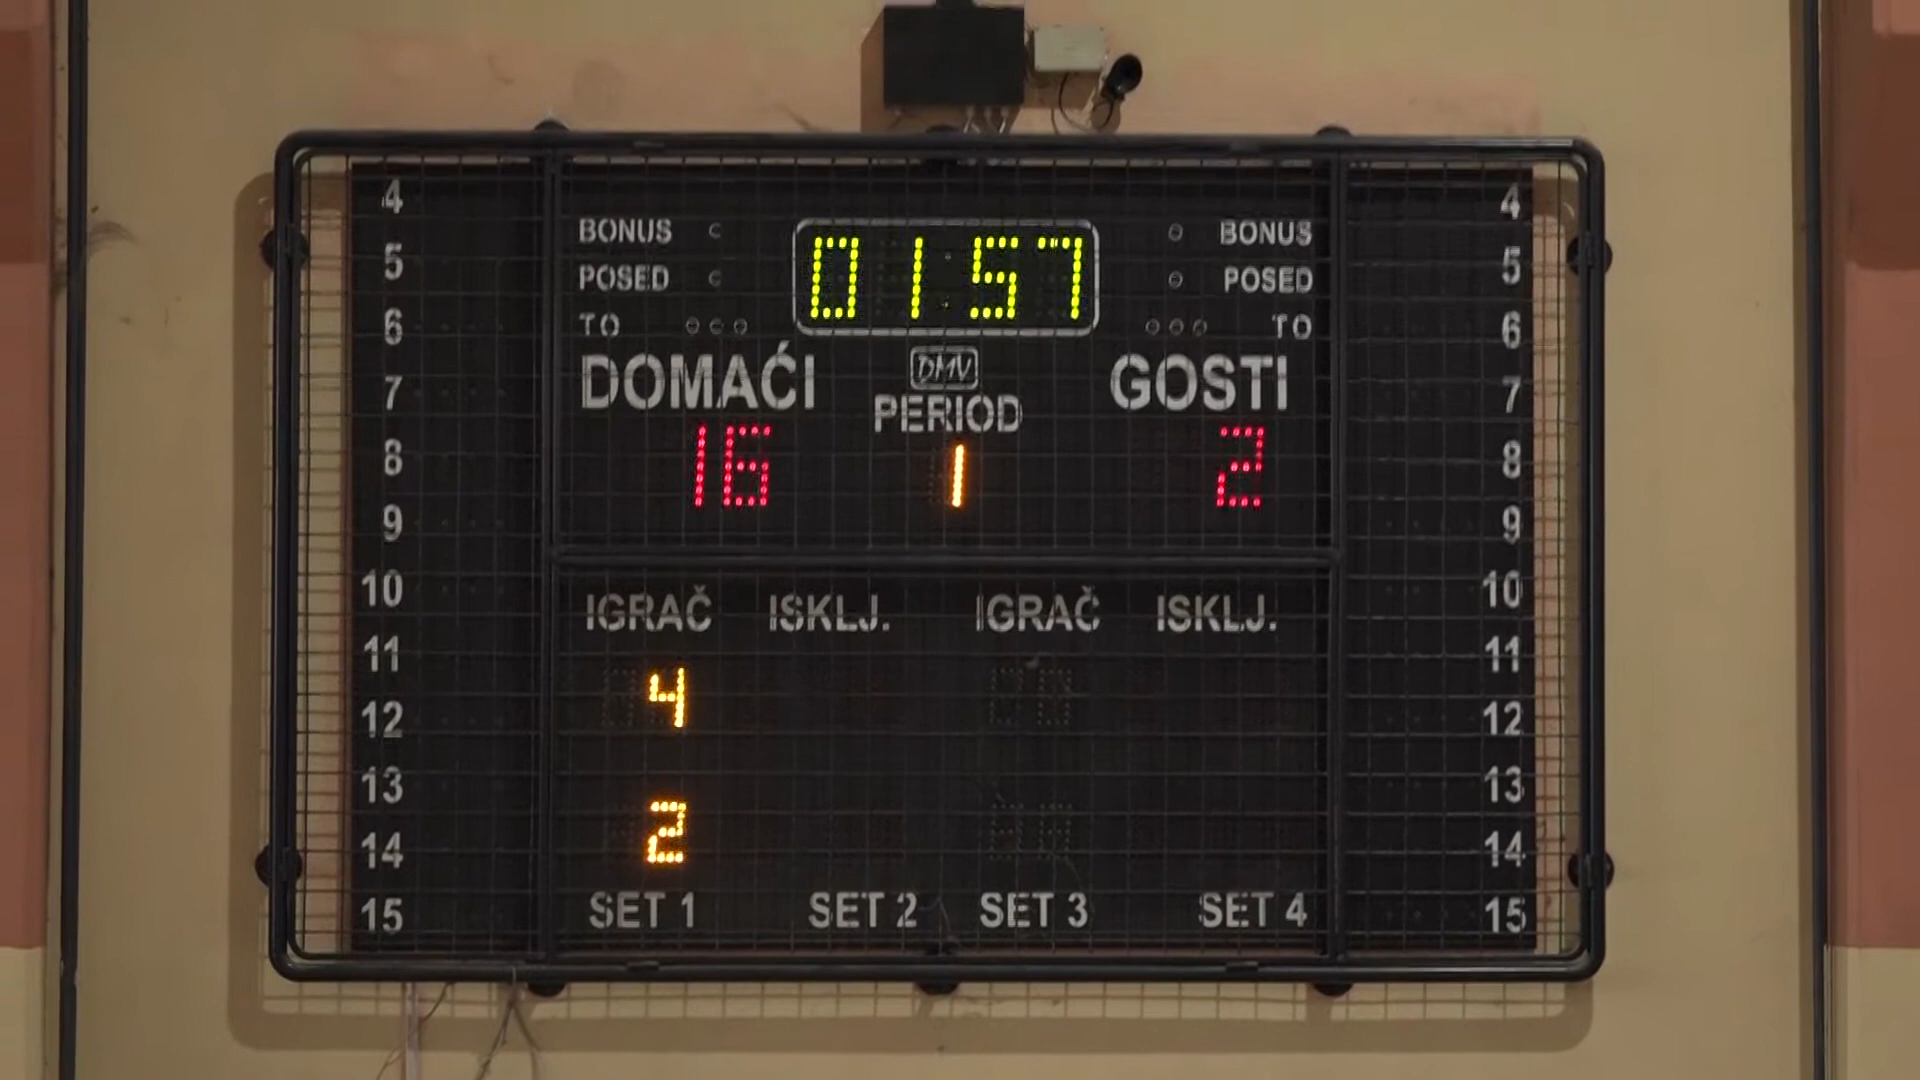 4 4
BONUS 01:57 BONUS
5 5
POSED POSED
6 TO TO 6
DOMAĆI DMV GOSTI
7 7
PERIOD
8 16 1 2 8
9 9
10 10
IGRAČ ISKLJ. IGRAČ ISKLJ.
11 11
4
12 12
13 13
2
14 14
15 SET 1 SET 2 SET 3 SET 4 15